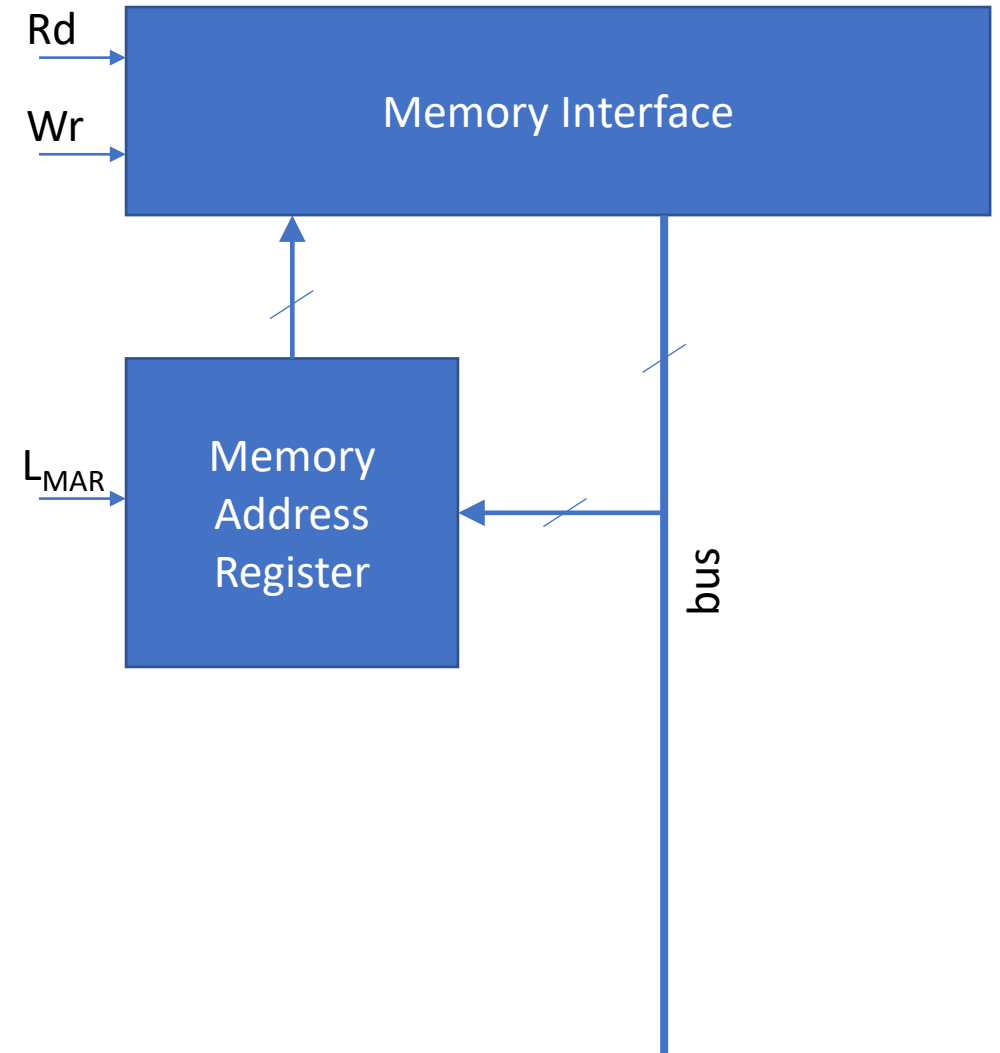 Rd
Memory Interface
Wr
Memory
Address
Register
LMAR
bus